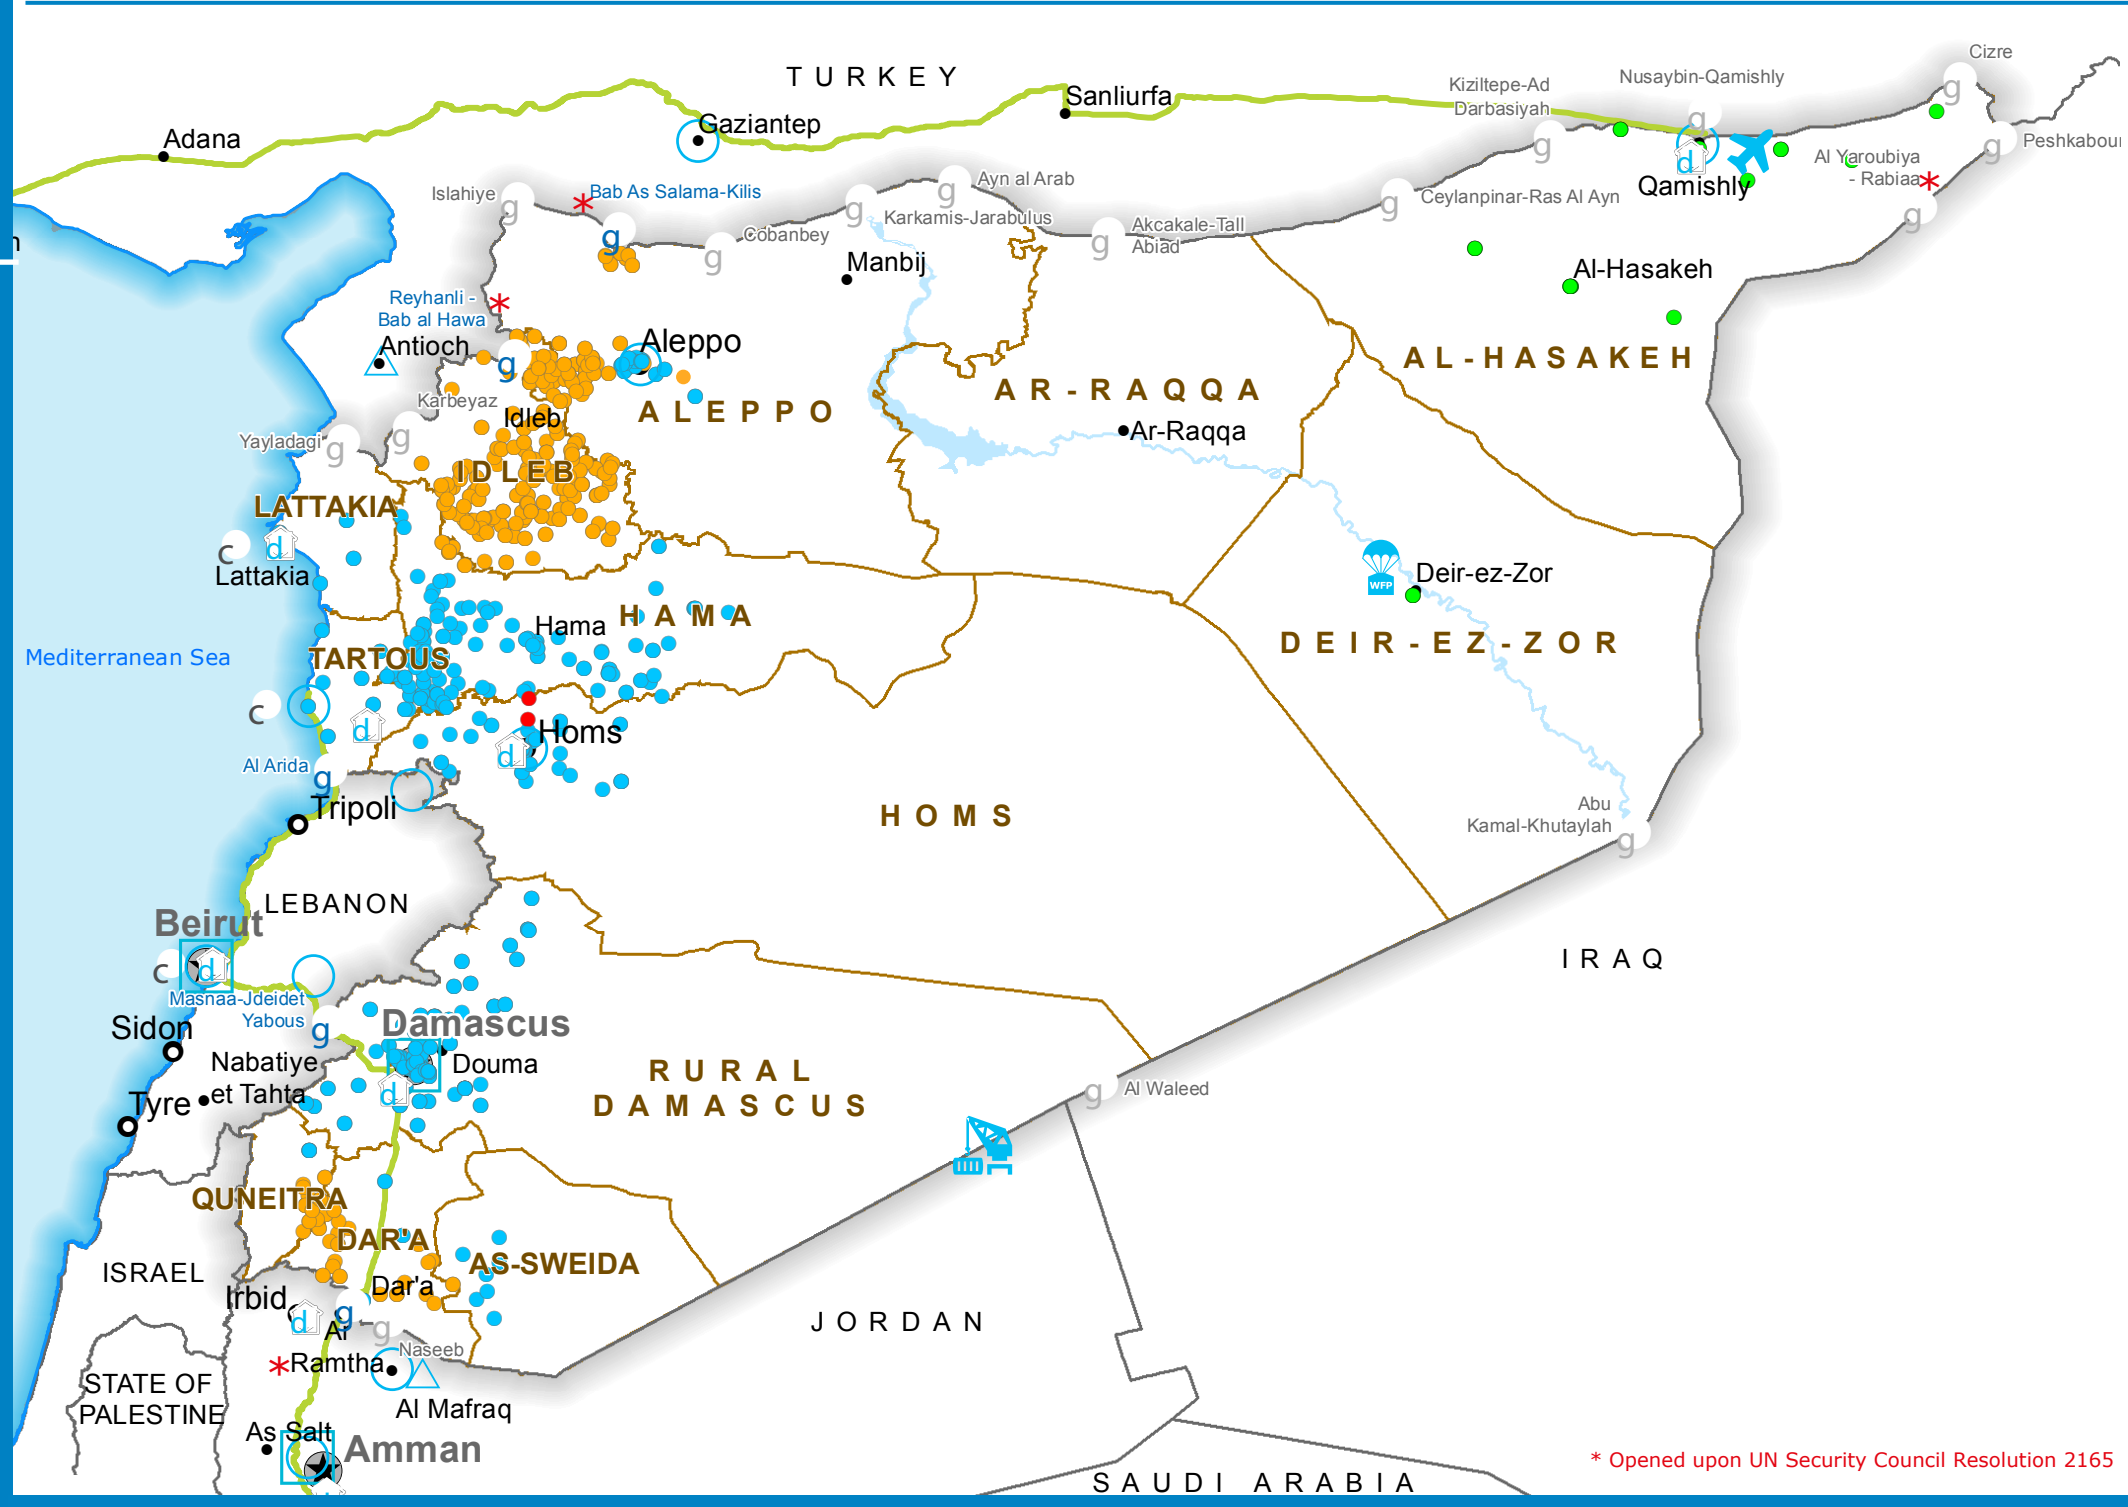 Cizre
TURKEY
Nusaybin-Qamishly
Kiziltepe-Ad
Darbasiyah
Sanliurfa
Gaziantep
Adana
g
g
g
g
Peshkabour
Al Yaroubiya
- Rabiaa*
d
Qamishly
Islahiye
g
* Bab As Salama-Kilis
g
Ayn al Arab
g
Karkamis-Jarabulus
g
Ceylanpinar-Ras Al Ayn
g
g
Cobanbey
g
Akcakale-Tall
Abiad
g
Manbij
Al-Hasakeh
Reyhanli -
Bab al Hawa
*
Antioch
g
Aleppo
AL-HASAKEH
AR-RAQQA
ALEPPO
Karbeyaz
g
Idleb
Yayladagi
g
Ar-Raqqa
IDLEB
LATTAKIA
c
d
Lattakia
WFP
Deir-ez-Zor
HAMA
Hama
DEIR-EZ-ZOR
Mediterranean Sea
TARTOUS
c
d
Homs
d
Al Arida
g
Tripoli
HOMS
Abu
Kamal-Khutaylah
g
LEBANON
Beirut
c
d
IRAQ
Masnaa-Jdeidet
Yabous
g
Damascus
Sidon
Nabatiye
et Tahta
Douma
d
RURAL
DAMASCUS
Al Waleed
g
Tyre
QUNEITRA
DAR'A
AS-SWEIDA
ISRAEL
Irbid
d
Dar'a
g
Al
*Ramtha
g
Naseeb
JORDAN
STATE OF
PALESTINE
Al Mafraq
As Salt
Amman
* Opened upon UN Security Council Resolution 2165
SAUDI ARABIA